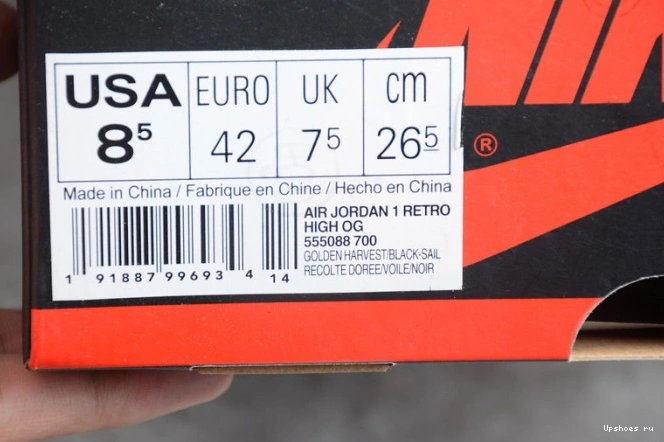 NIKE
USA EURO UK cm
8⁵ 42 7⁵ 26⁵
®
Made in China / Fabrique en Chine / Hecho en China
AIR JORDAN 1 RETRO
HIGH OG
555088 700
GOLDEN HARVEST/BLACK-SAIL
RECOLTE DOREE/VOILE/NOIR
1 91887 99693 4 14
Upshoes ru